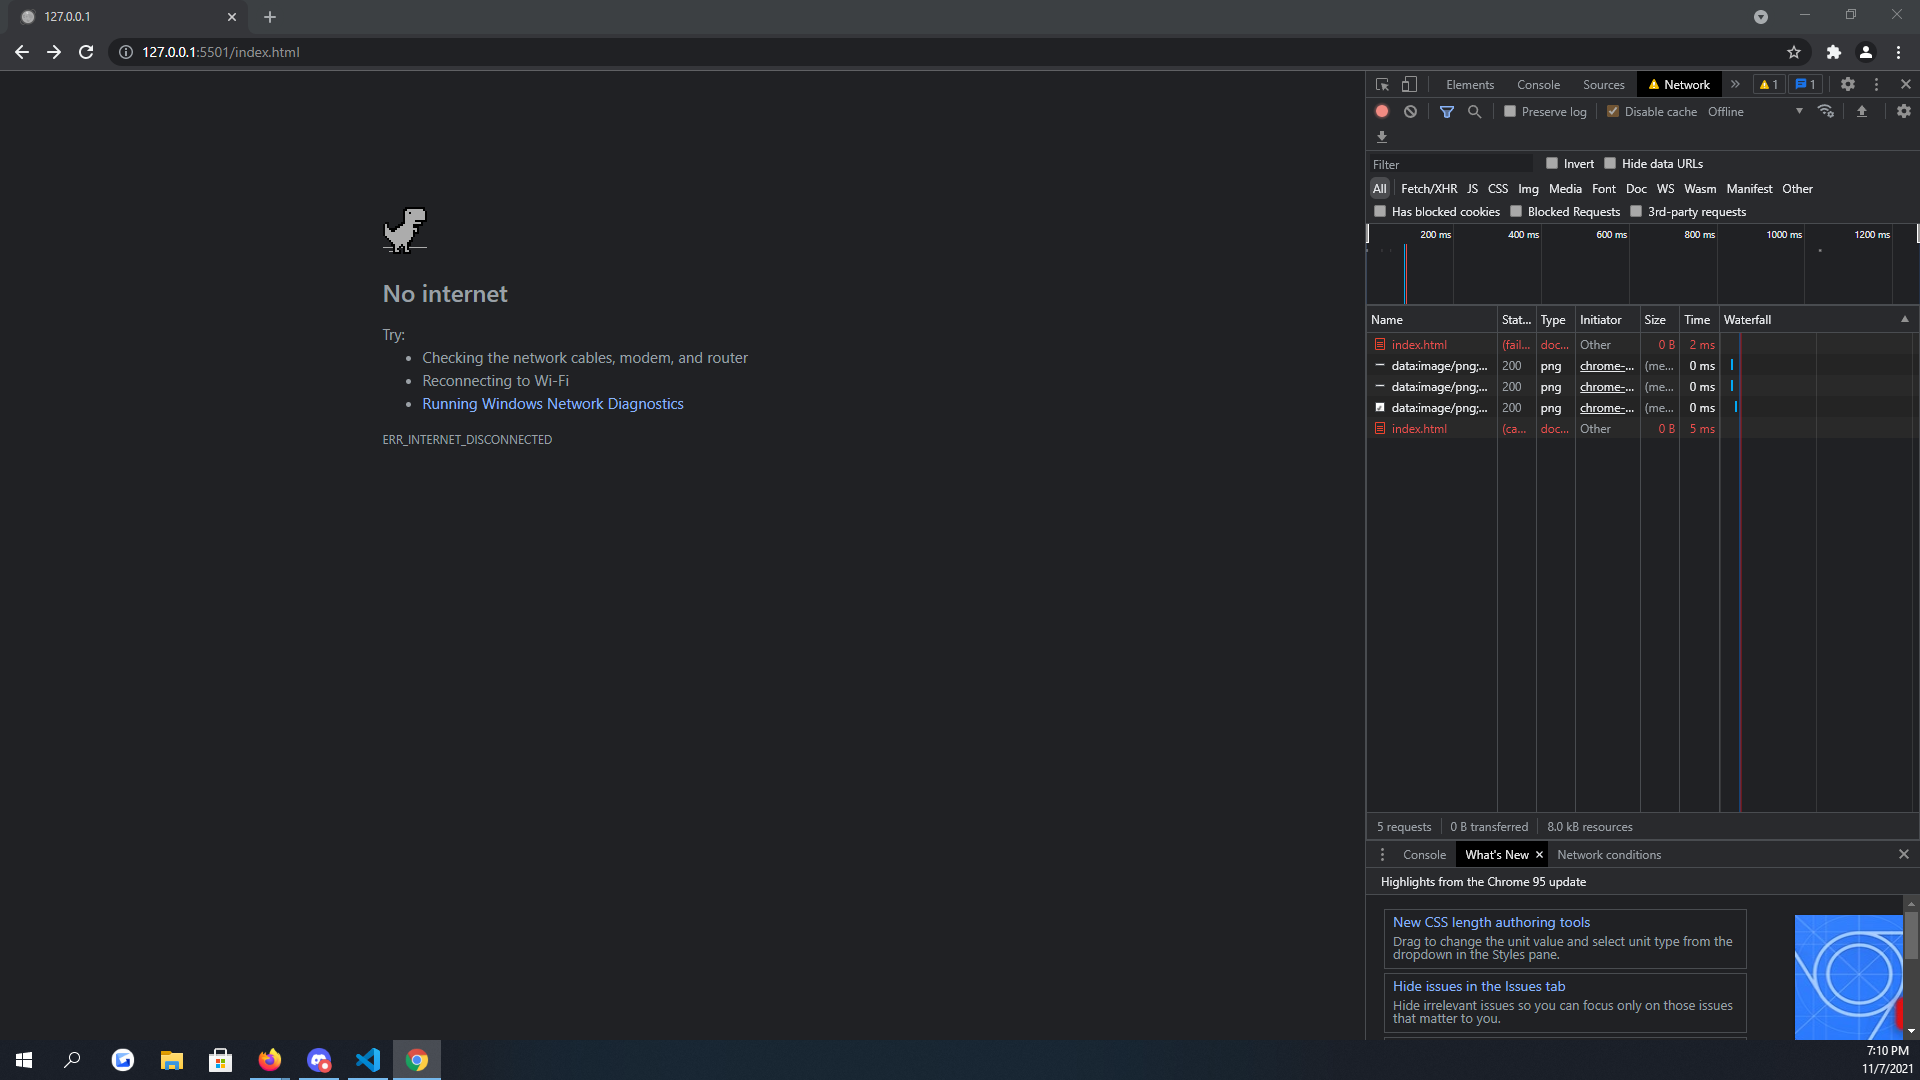 127.0.0.1
127.0.0.1:5501/index.html
No internet
Try:
Checking the network cables, modem, and router
Reconnecting to Wi-Fi
Running Windows Network Diagnostics
ERR_INTERNET_DISCONNECTED
Elements Console Sources Network 1 1
Preserve log Disable cache Offline
Filter Invert Hide data URLs
All Fetch/XHR JS CSS Img Media Font Doc WS Wasm Manifest Other
Has blocked cookies Blocked Requests 3rd-party requests
200 ms 400 ms 600 ms 800 ms 1000 ms 1200 ms
Name Stat... Type Initiator Size Time Waterfall
index.html (fail... doc... Other 0 B 2 ms
data:image/png;... 200 png chrome-... (me... 0 ms
data:image/png;... 200 png chrome-... (me... 0 ms
data:image/png;... 200 png chrome-... (me... 0 ms
index.html (ca... doc... Other 0 B 5 ms
5 requests 0 B transferred 8.0 kB resources
Console What's New Network conditions
Highlights from the Chrome 95 update
New CSS length authoring tools
Drag to change the unit value and select unit type from the
dropdown in the Styles pane.
Hide issues in the Issues tab
Hide irrelevant issues so you can focus only on those issues
that matter to you.
7:10 PM
11/7/2021